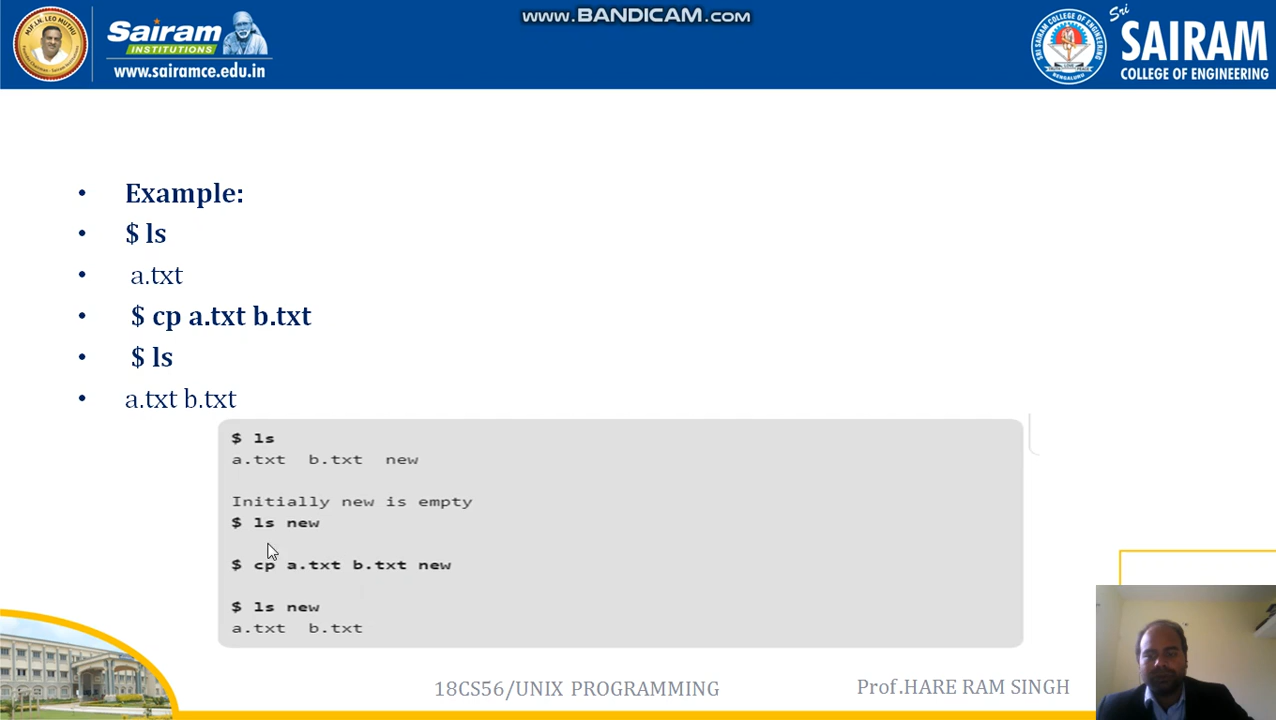 www.BANDICAM.com
Sairam
INSTITUTIONS
www.sairamce.edu.in
Sri
SAIRAM
COLLEGE OF ENGINEERING
• Example:
• $ ls
• a.txt
• $ cp a.txt b.txt
• $ ls
• a.txt b.txt
$ ls
a.txt b.txt new
Initially new is empty
$ ls new
$ cp a.txt b.txt new
$ ls new
a.txt b.txt
18CS56/UNIX PROGRAMMING
Prof.HARE RAM SINGH